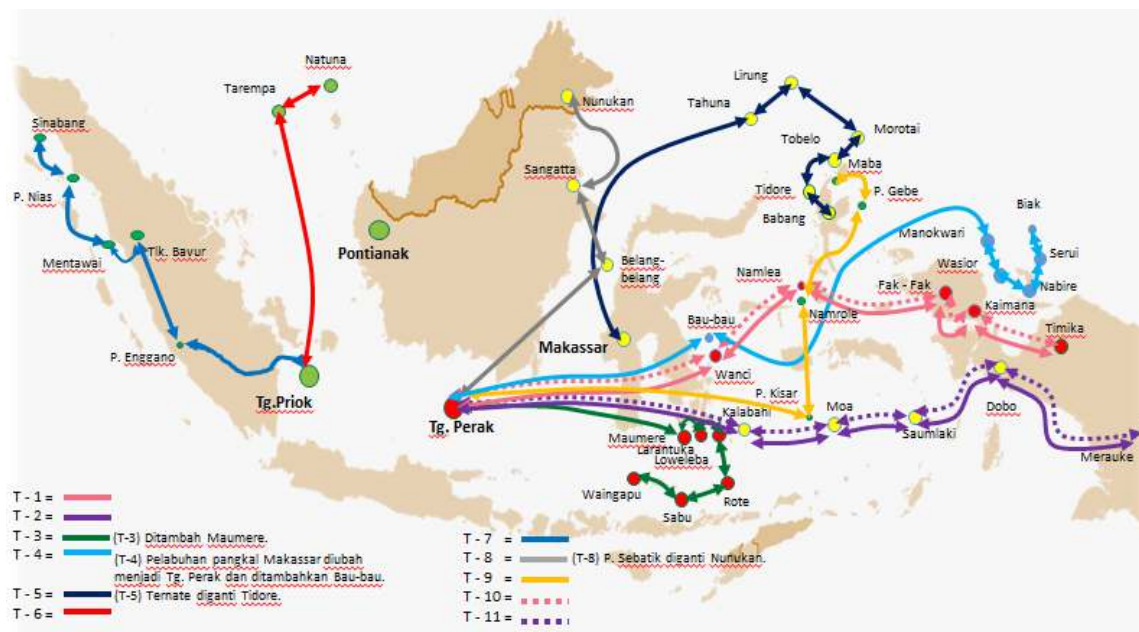 Natuna
Tarempa
Sinabang
P. Nias
Mentawai
Tlk. Bavur
P. Enggano
Tg.Priok
Pontianak
Nunukan
Sangatta
Belang-
belang
Makassar
Tg. Perak
Lirung
Tahuna
Morotai
Tobelo
Maba
Tidore
P. Gebe
Babang
Biak
Manokwari
Serui
Wasior
Nabire
Namlea
Fak - Fak
Kaimana
Namrole
Timika
Bau-bau
Wanci
P. Kisar
Kalabahi
Moa
Saumlaki
Dobo
Merauke
Maumere
Larantuka
Loweleba
Waingapu
Rote
Sabu
T - 1 =
T - 2 =
T - 3 = (T-3) Ditambah Maumere.
T - 4 = (T-4) Pelabuhan pangkal Makassar diubah
menjadi Tg. Perak dan ditambahkan Bau-bau.
T - 5 = (T-5) Ternate diganti Tidore.
T - 6 =
T - 7 =
T - 8 = (T-8) P. Sebatik diganti Nunukan.
T - 9 =
T - 10 =
T - 11 =